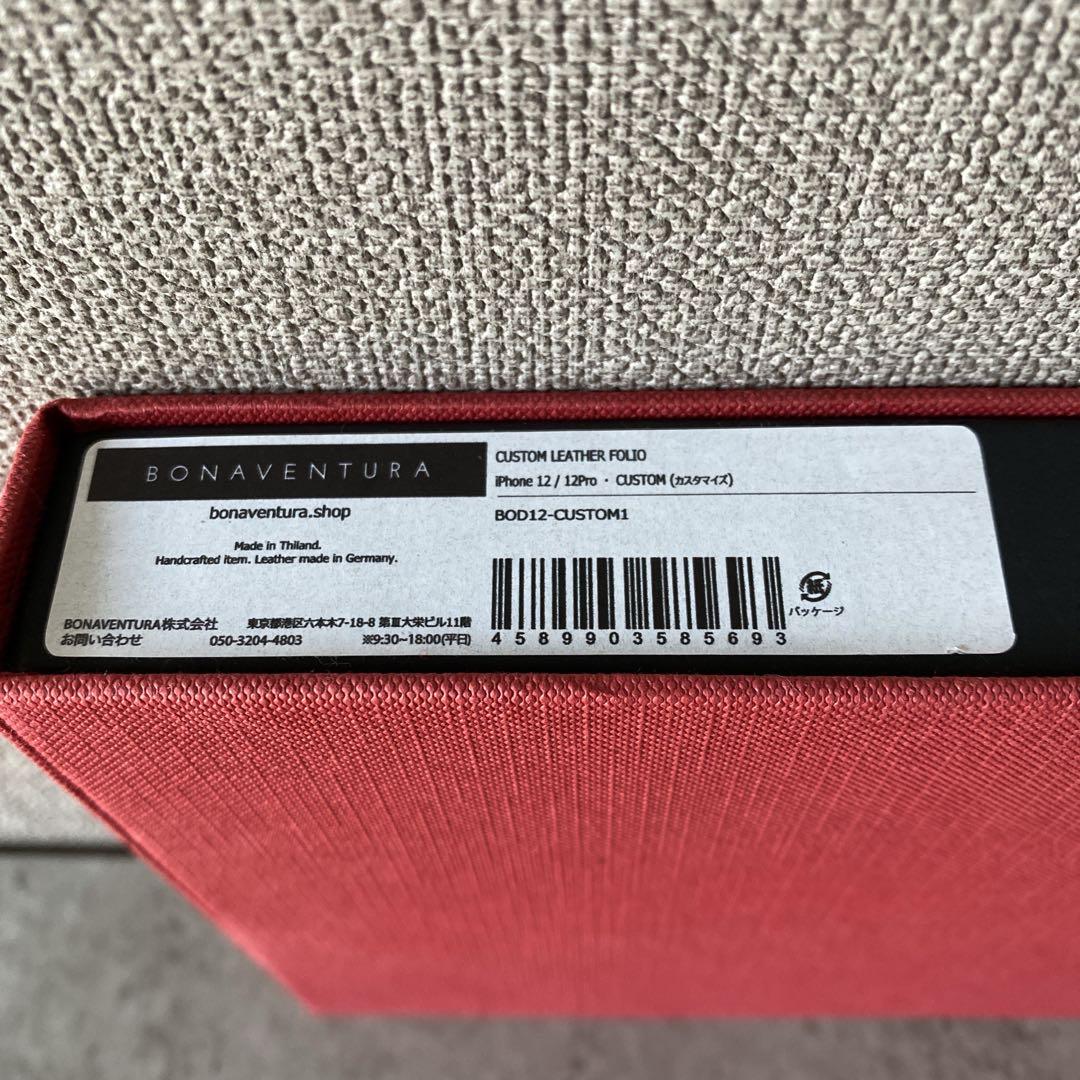 BONAVENTURA
bonaventura.shop
Made in Thiland.
Handcrafted item. Leather made in Germany.
BONAVENTURA株式会社 東京都港区六本木7-18-8 第Ⅲ大栄ビル11階
お問い合わせ 050-3204-4803 ※9:30~18:00(平日)
CUSTOM LEATHER FOLIO
iPhone 12 / 12Pro ・ CUSTOM (カスタマイズ)
BOD12-CUSTOM1
4589903585693
パッケージ